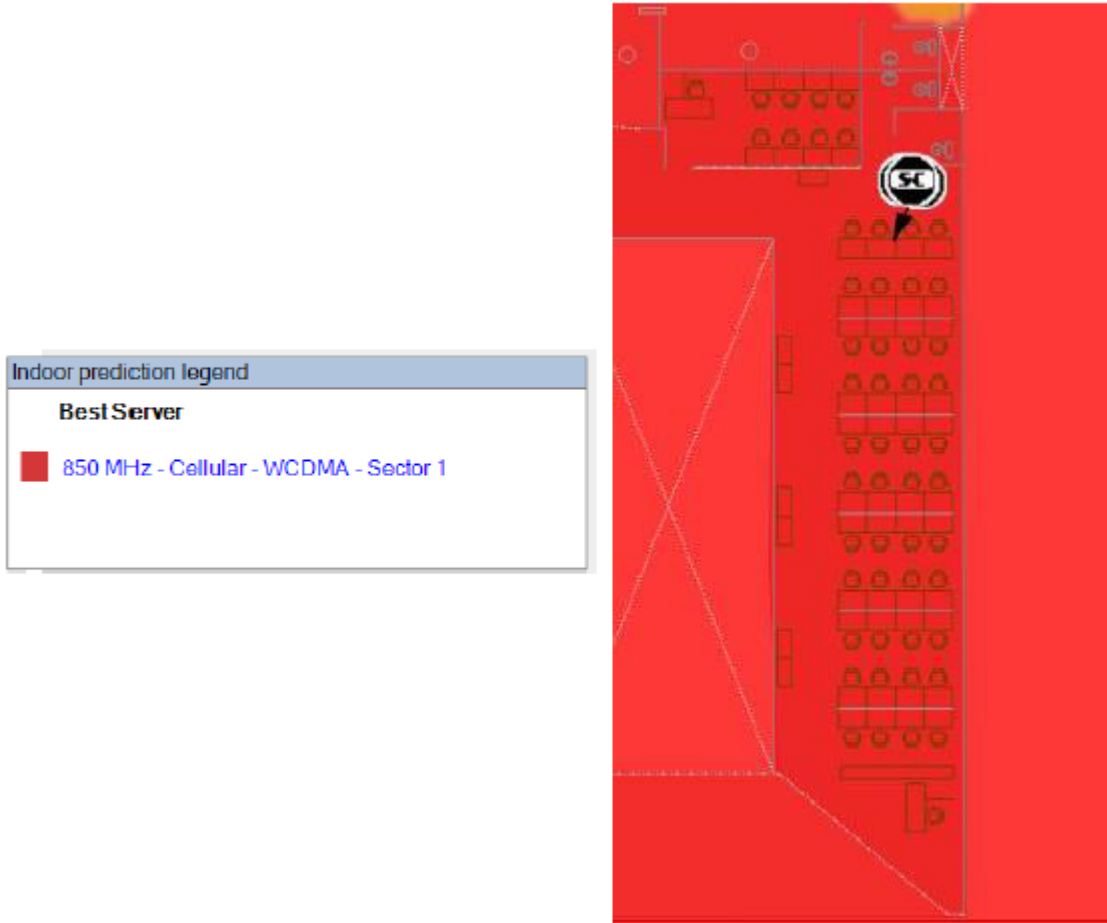 Indoor prediction legend
Best Server
850 MHz - Cellular - WCDMA - Sector 1
SC